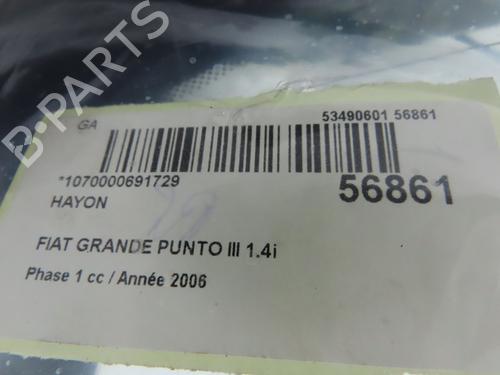 GA
53490601 56861
*1070000691729
56861
HAYON
FIAT GRANDE PUNTO III 1.4i
Phase 1 cc / Année 2006
B-PARTS